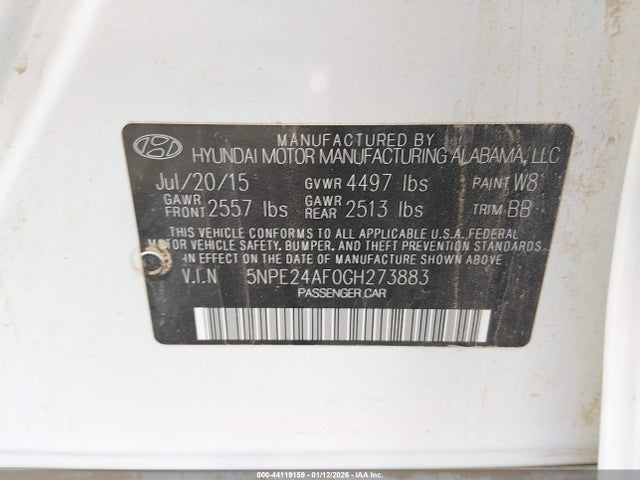 MANUFACTURED BY
HYUNDAI MOTOR MANUFACTURING ALABAMA, LLC
Jul/20/15 GVWR 4497 lbs PAINT W8
GAWR FRONT 2557 lbs GAWR REAR 2513 lbs TRIM BB
THIS VEHICLE CONFORMS TO ALL APPLICABLE U.S.A. FEDERAL
MOTOR VEHICLE SAFETY, BUMPER, AND THEFT PREVENTION STANDARDS
IN EFFECT ON THE DATE OF MANUFACTURE SHOWN ABOVE
V.I.N 5NPE24AF0GH273883
PASSENGER CAR
000-44119159 - 01/12/2026 - IAA Inc.